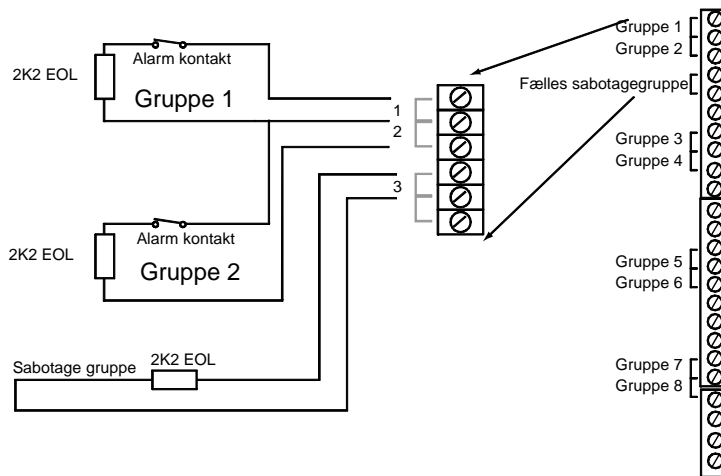 Alarm kontakt
2K2 EOL
Gruppe 1
1
2
3
Alarm kontakt
2K2 EOL
Gruppe 2
Sabotage gruppe
2K2 EOL
Gruppe 1
Gruppe 2
Fælles sabotagegruppe
Gruppe 3
Gruppe 4
Gruppe 5
Gruppe 6
Gruppe 7
Gruppe 8